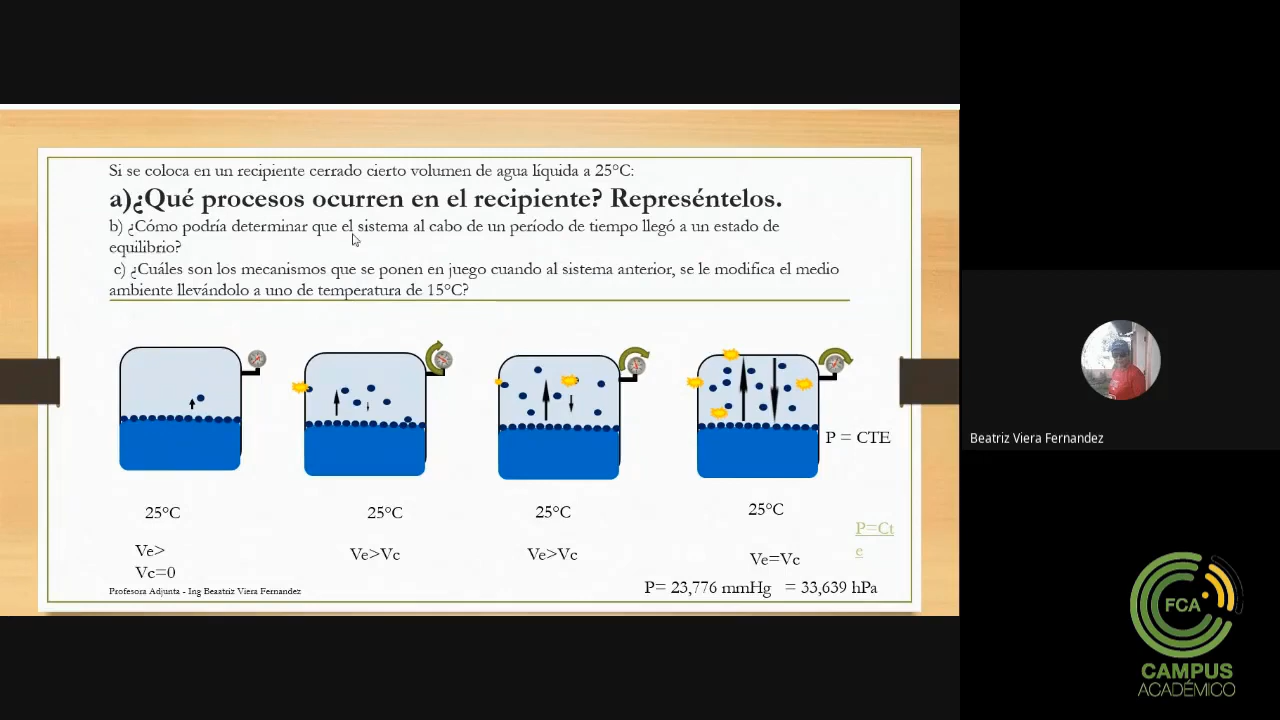 Si se coloca en un recipiente cerrado cierto volumen de agua líquida a 25°C:
a)¿Qué procesos ocurren en el recipiente? Represéntelos.
b) ¿Cómo podría determinar que el sistema al cabo de un período de tiempo llegó a un estado de
equilibrio?
c) ¿Cuáles son los mecanismos que se ponen en juego cuando al sistema anterior, se le modifica el medio
ambiente llevándolo a uno de temperatura de 15°C?
P = CTE
25°C
25°C
25°C
25°C
P=Ct
e
Ve>
Vc=0
Ve>Vc
Ve>Vc
Ve=Vc
P= 23,776 mmHg = 33,639 hPa
Profesora Adjunta - Ing Beaztriz Viera Fernandez
Beatriz Viera Fernandez
FCA
CAMPUS
ACADÉMICO